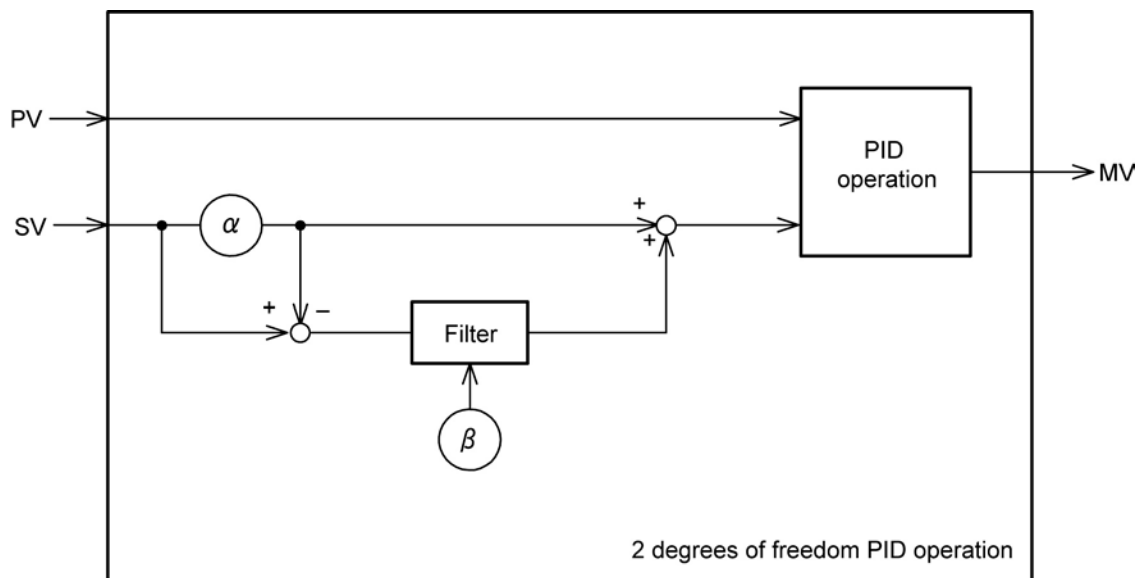 PV
PID
operation
MV
SV
α
+
+
+
−
Filter
β
2 degrees of freedom PID operation